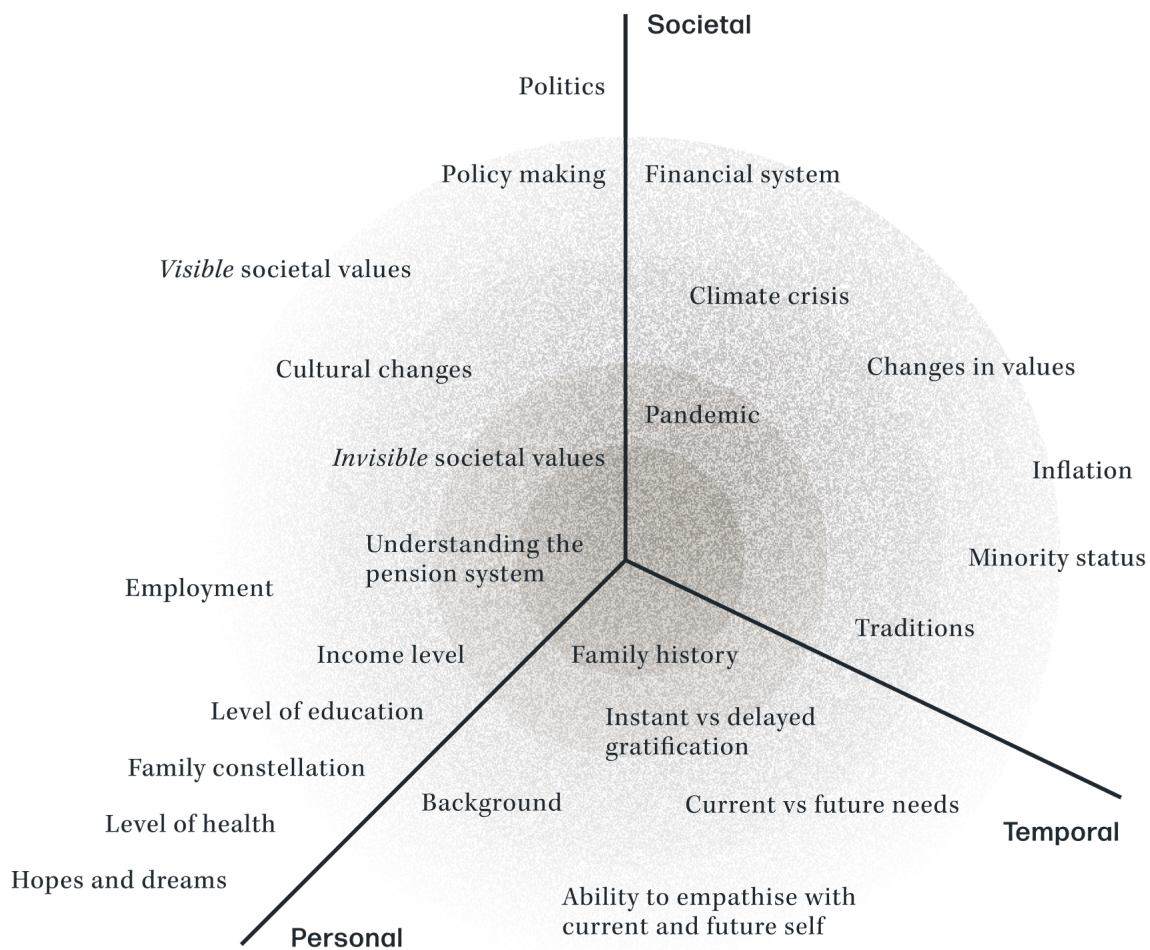 Societal
Politics
Policy making
Financial system
Visible societal values
Climate crisis
Cultural changes
Changes in values
Pandemic
Invisible societal values
Inflation
Understanding the
pension system
Minority status
Employment
Traditions
Income level
Family history
Level of education
Instant vs delayed
gratification
Family constellation
Background
Current vs future needs
Level of health
Temporal
Hopes and dreams
Ability to empathise with
current and future self
Personal